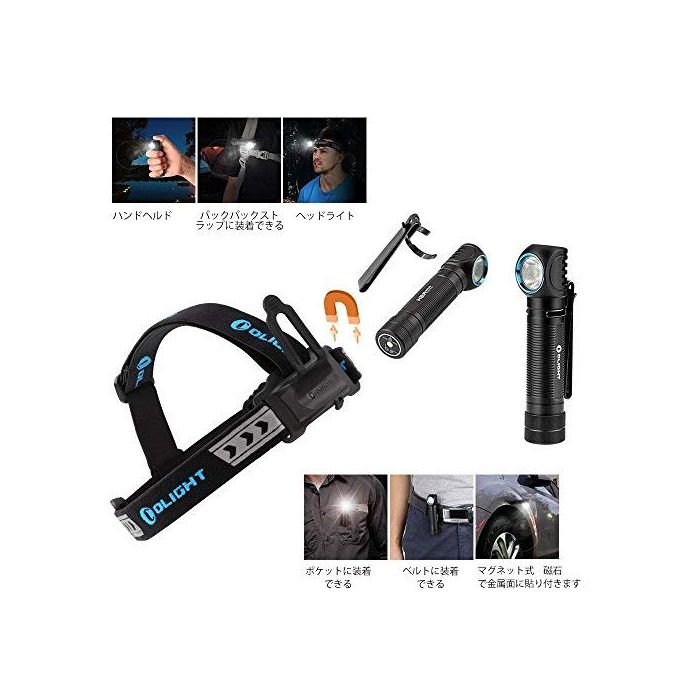 ハンドヘルド
バックパックスト
ラップに装着できる
ヘッドライト
OLIGHT
OLIGHT
OLIGHT
ポケットに装着
できる
ベルトに装着
できる
マグネット式 磁石
で金属面に貼り付きます